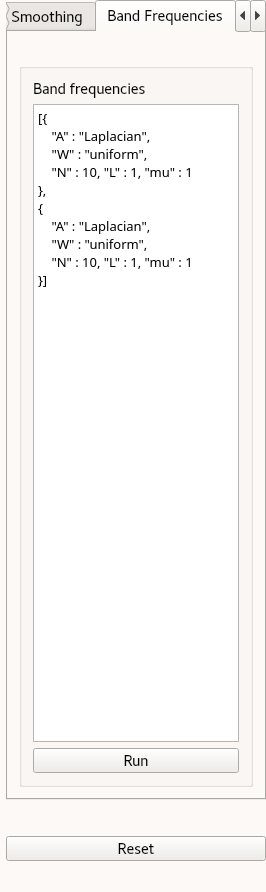 Smoothing
Band Frequencies
Band frequencies
[{
    "A" : "Laplacian",
    "W" : "uniform",
    "N" : 10, "L" : 1, "mu" : 1
},
{
    "A" : "Laplacian",
    "W" : "uniform",
    "N" : 10, "L" : 1, "mu" : 1
}]
Run
Reset